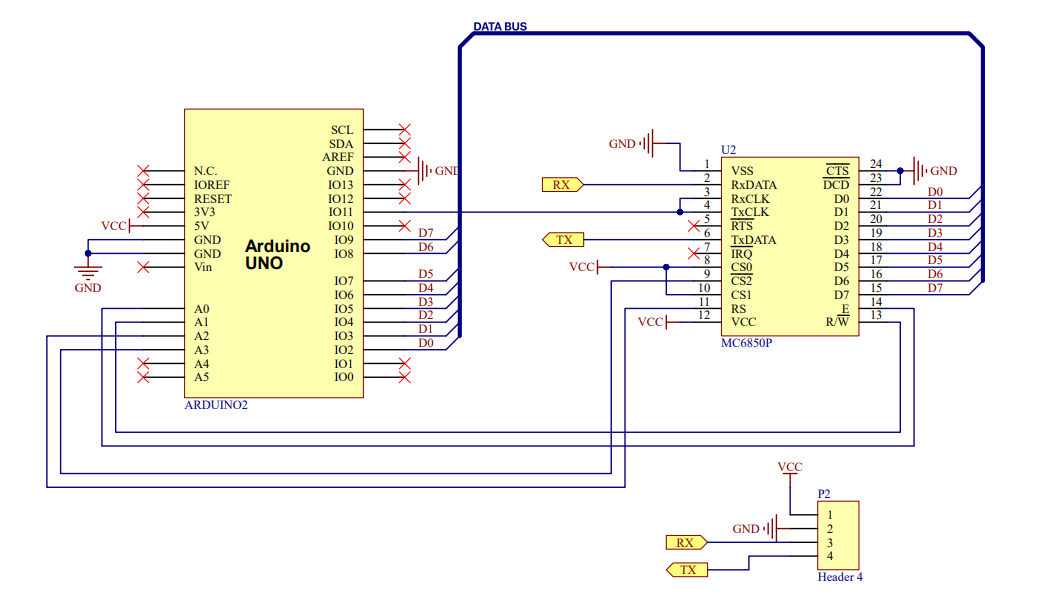 DATA BUS
SCL
SDA
AREF
GND
GND
IO13
IO12
IO11
IO10
IO9
D7
IO8
D6
IO7
D5
IO6
D4
IO5
D3
IO4
D2
IO3
D1
IO2
D0
IO1
IO0
N.C.
IOREF
RESET
3V3
VCC
5V
GND
GND
Vin
GND
A0
A1
A2
A3
A4
A5
Arduino
UNO
ARDUINO2
U2
GND
1 VSS
RX
2 RxDATA
3 RxCLK
4 TxCLK
5 RTS
TX
6 TxDATA
7 IRQ
VCC
8 CS0
9 CS2
10 CS1
11 RS
VCC
12 VCC
CTS 24
GND
DCD 23
D0 22 D0
D1 21 D1
D2 20 D2
D3 19 D3
D4 18 D4
D5 17 D5
D6 16 D6
D7 15 D7
E 14
R/W 13
MC6850P
VCC
P2
1
GND
2
RX
3
4
TX
Header 4